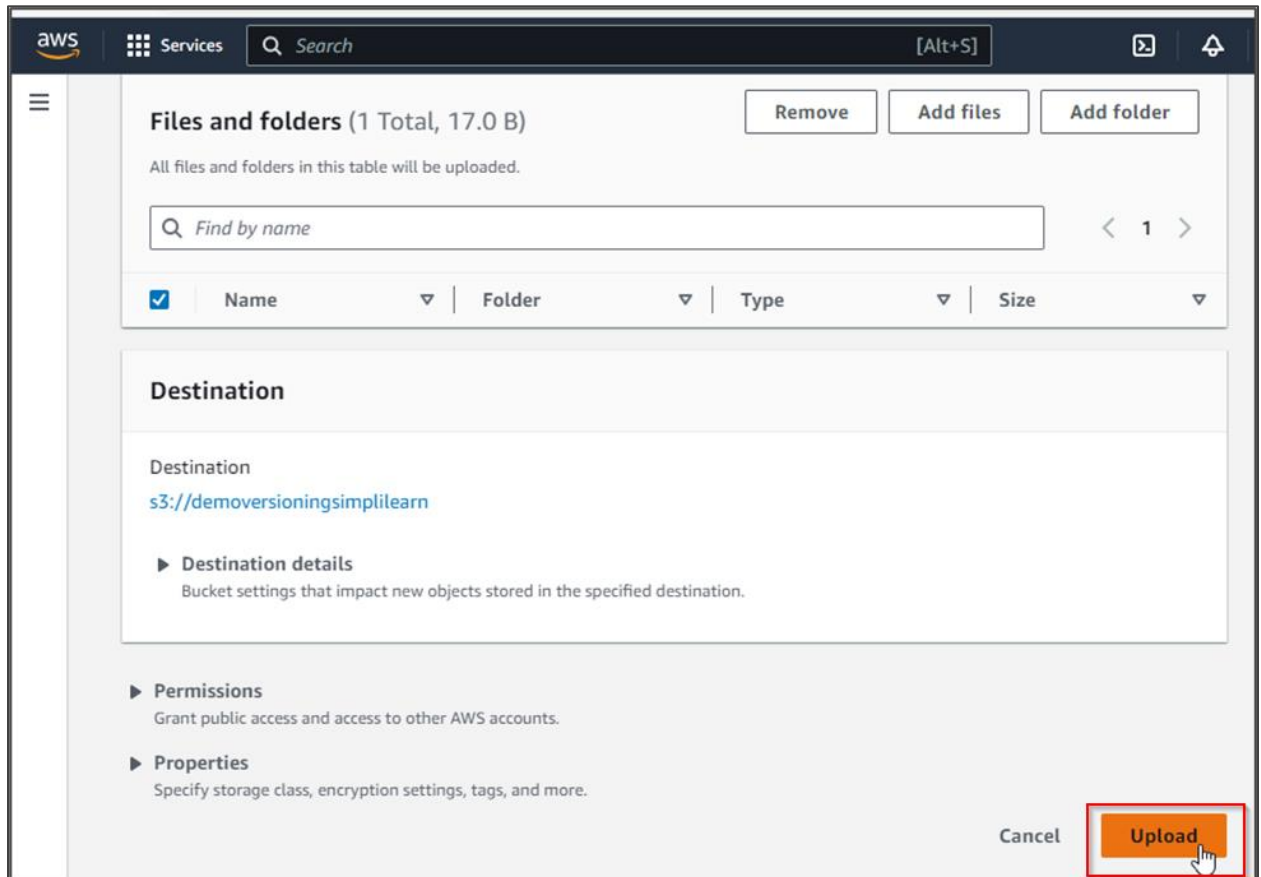 aws Services Search [Alt+S]
Files and folders (1 Total, 17.0 B) Remove Add files Add folder
All files and folders in this table will be uploaded.
Find by name 1
Name Folder Type Size
Destination
Destination
s3://demoversioningsimplilearn
Destination details
Bucket settings that impact new objects stored in the specified destination.
Permissions
Grant public access and access to other AWS accounts.
Properties
Specify storage class, encryption settings, tags, and more.
Cancel Upload